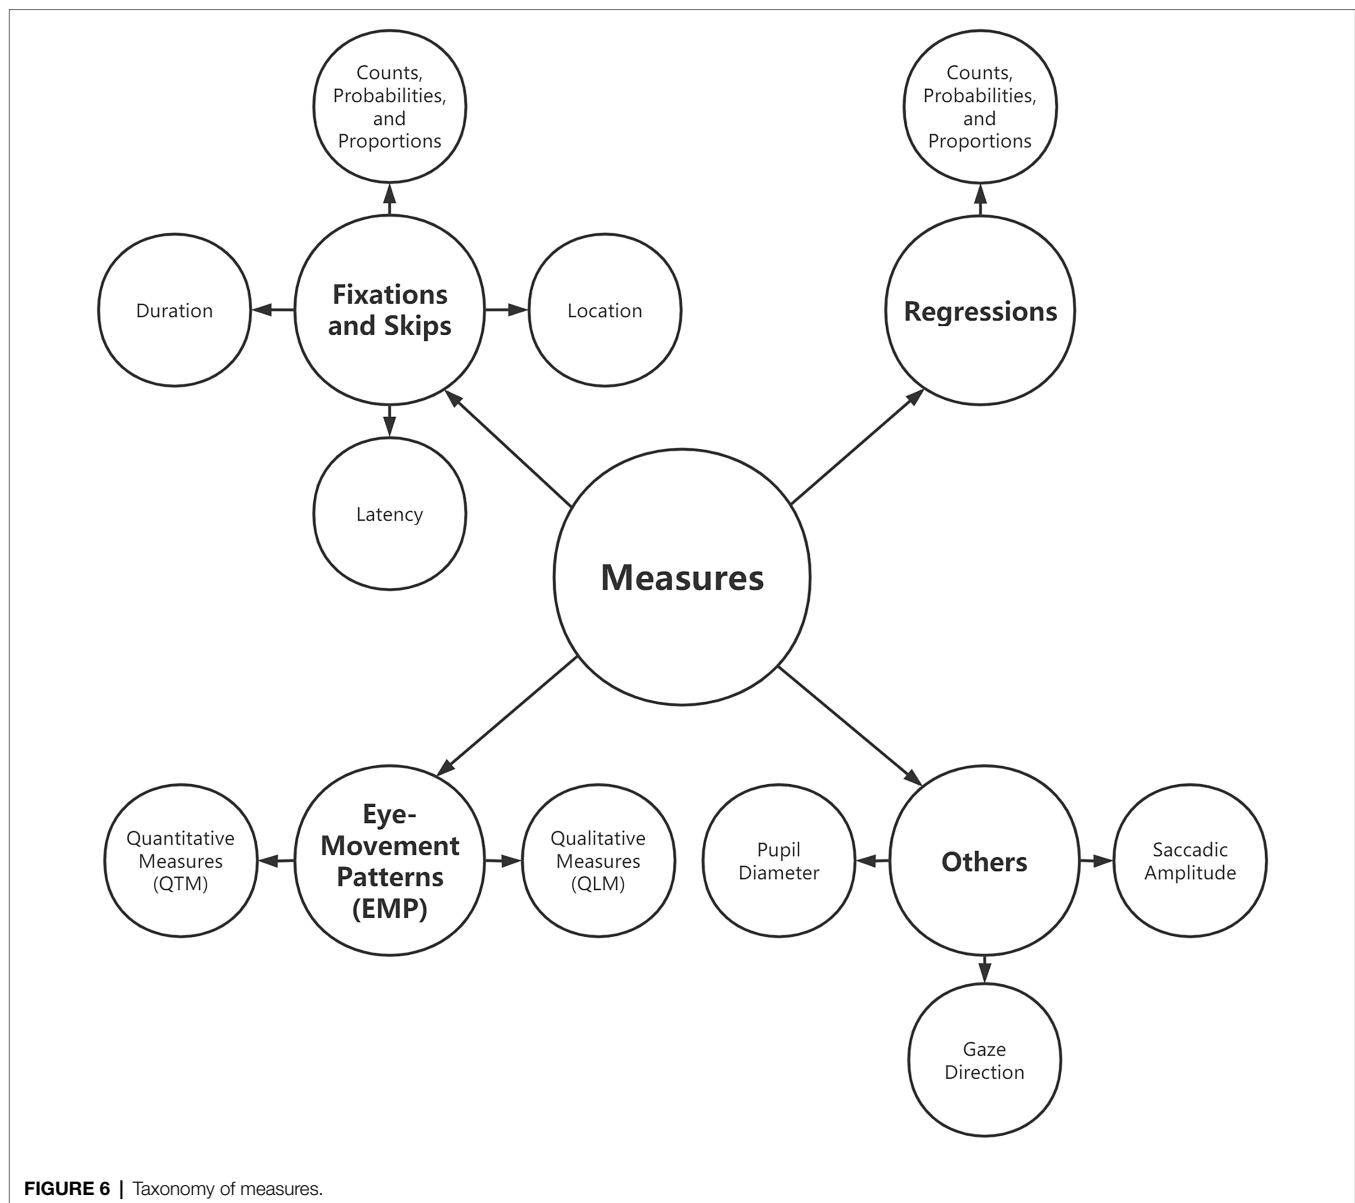 Counts,
Probabilities,
and
Proportions
Counts,
Probabilities,
and
Proportions
Duration
Fixations
and Skips
Location
Regressions
Latency
Measures
Quantitative
Measures
(QTM)
Eye-
Movement
Patterns
(EMP)
Qualitative
Measures
(QLM)
Pupil
Diameter
Others
Saccadic
Amplitude
Gaze
Direction
FIGURE 6 | Taxonomy of measures.